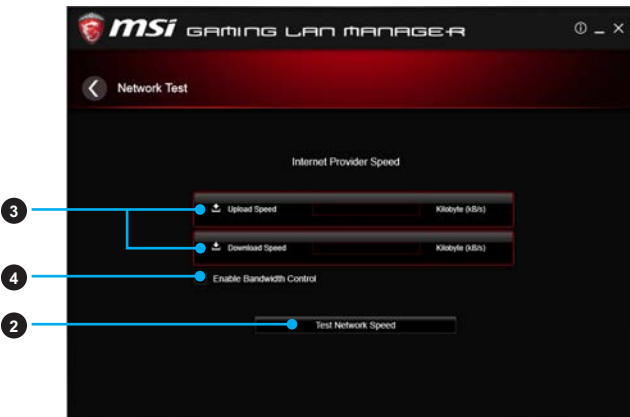 msi GAMING LAN MANAGER
Network Test
Internet Provider Speed
3
Upload Speed Kilobyte (kB/s)
Download Speed Kilobyte (kB/s)
4
Enable Bandwidth Control
2
Test Network Speed